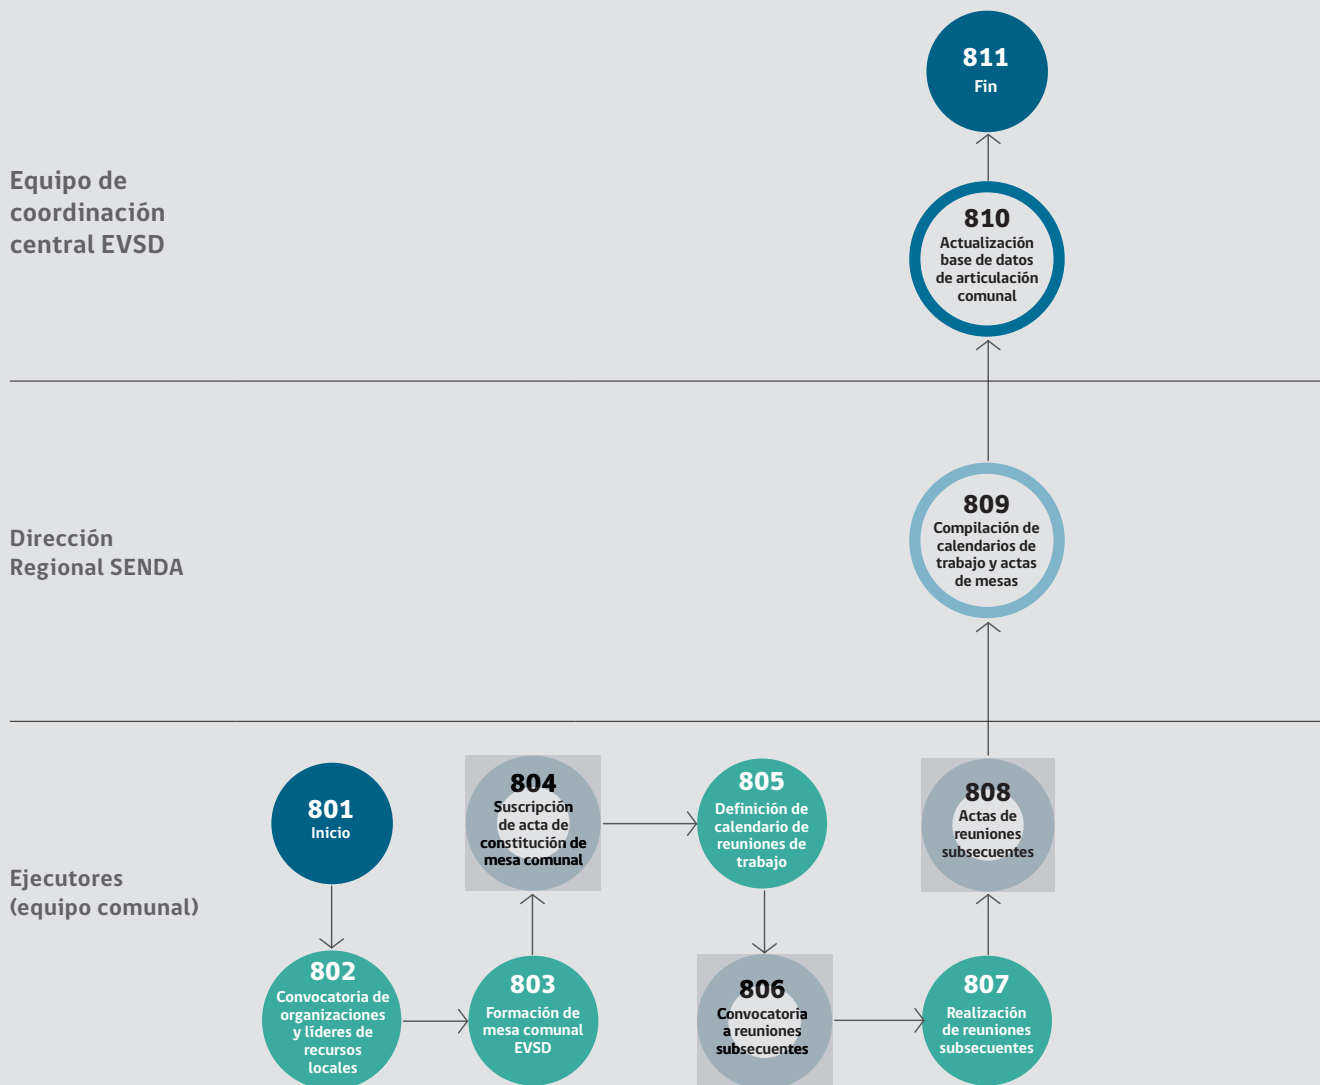 811
Fin
Equipo de
coordinación
central EVSD
810
Actualización
base de datos
de articulación
comunal
Dirección
Regional SENDA
809
Compilación de
calendarios de
trabajo y actas
de mesas
Ejecutores
(equipo comunal)
801
Inicio
802
Convocatoria de
organizaciones
y líderes de
recursos
locales
803
Formación de
mesa comunal
EVSD
804
Suscripción
de acta de
constitución de
mesa comunal
805
Definición de
calendario de
reuniones de
trabajo
806
Convocatoria
a reuniones
subsecuentes
807
Realización
de reuniones
subsecuentes
808
Actas de
reuniones
subsecuentes